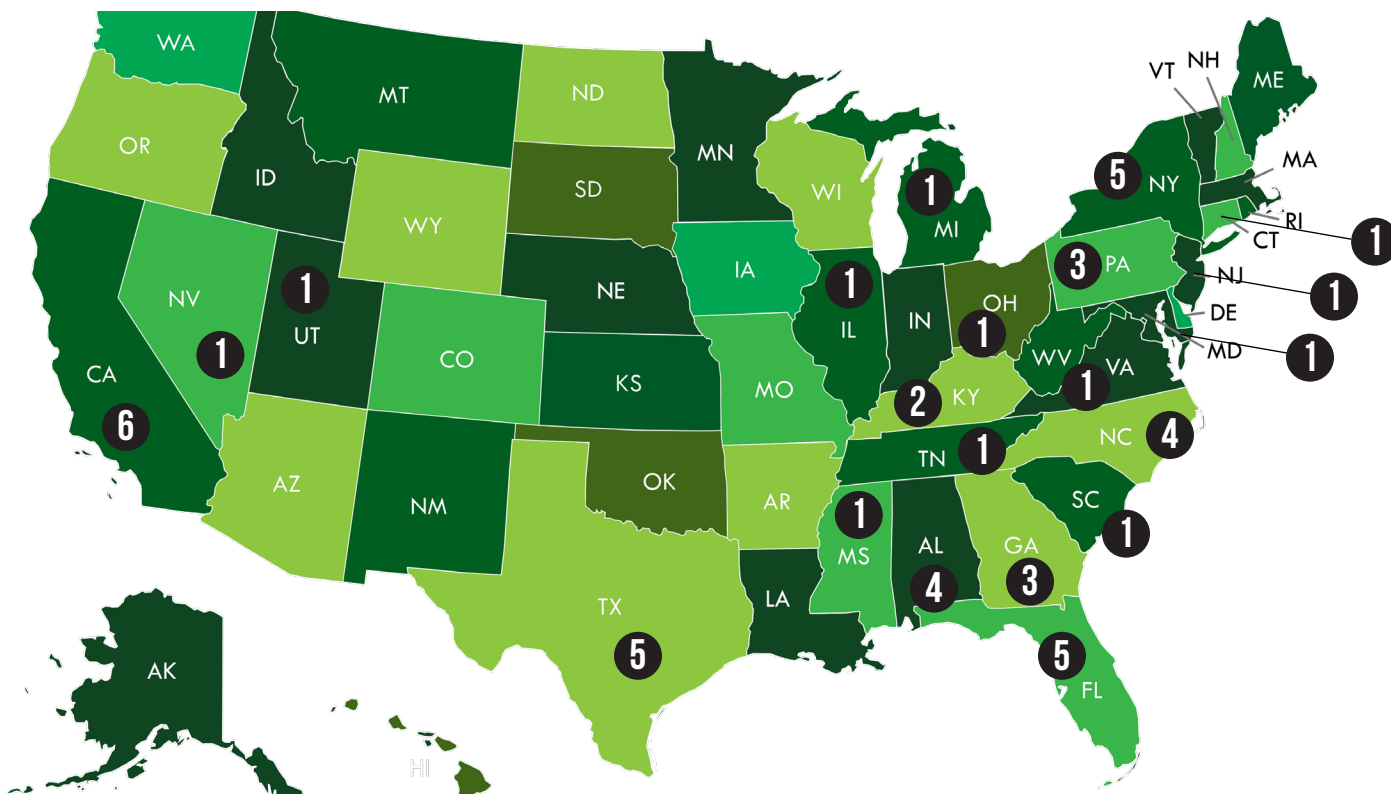 WA
MT
ND
MN
VT
NH
ME
OR
ID
SD
WI
1
MI
5
NY
MA
WY
RI
CT
1
NV
1
UT
NE
IA
1
IL
IN
OH
1
3
PA
NJ
1
DE
MD
1
CA
6
1
CO
KS
MO
2
KY
WV
1
VA
AZ
NM
OK
AR
TN
1
NC
4
1
MS
AL
4
GA
3
SC
1
TX
5
LA
5
FL
AK
HI